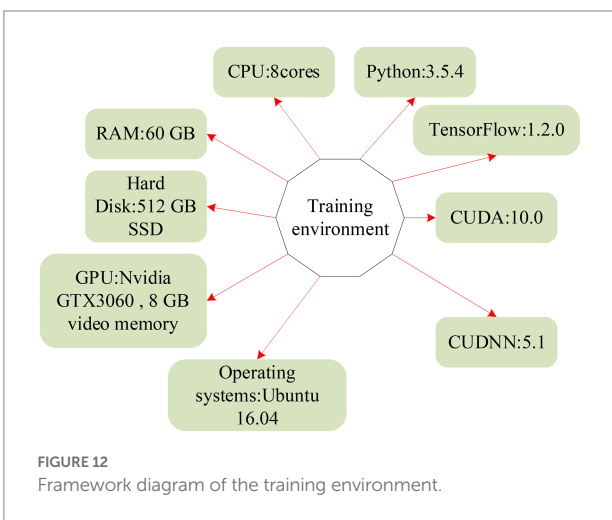 CPU:8cores
Python:3.5.4
RAM:60 GB
TensorFlow:1.2.0
Hard
Disk:512 GB
SSD
Training
environment
CUDA:10.0
GPU:Nvidia
GTX3060 , 8 GB
video memory
CUDNN:5.1
Operating
systems:Ubuntu
16.04
FIGURE 12
Framework diagram of the training environment.